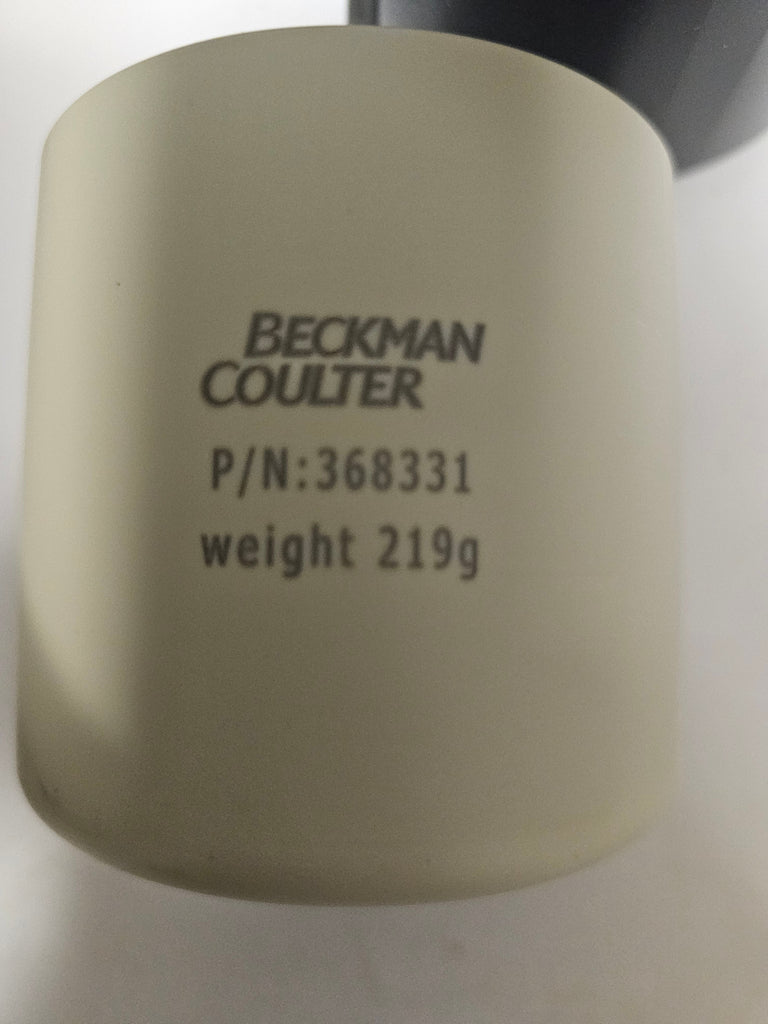 BECKMAN
COULTER
P/N:368331
weight 219g